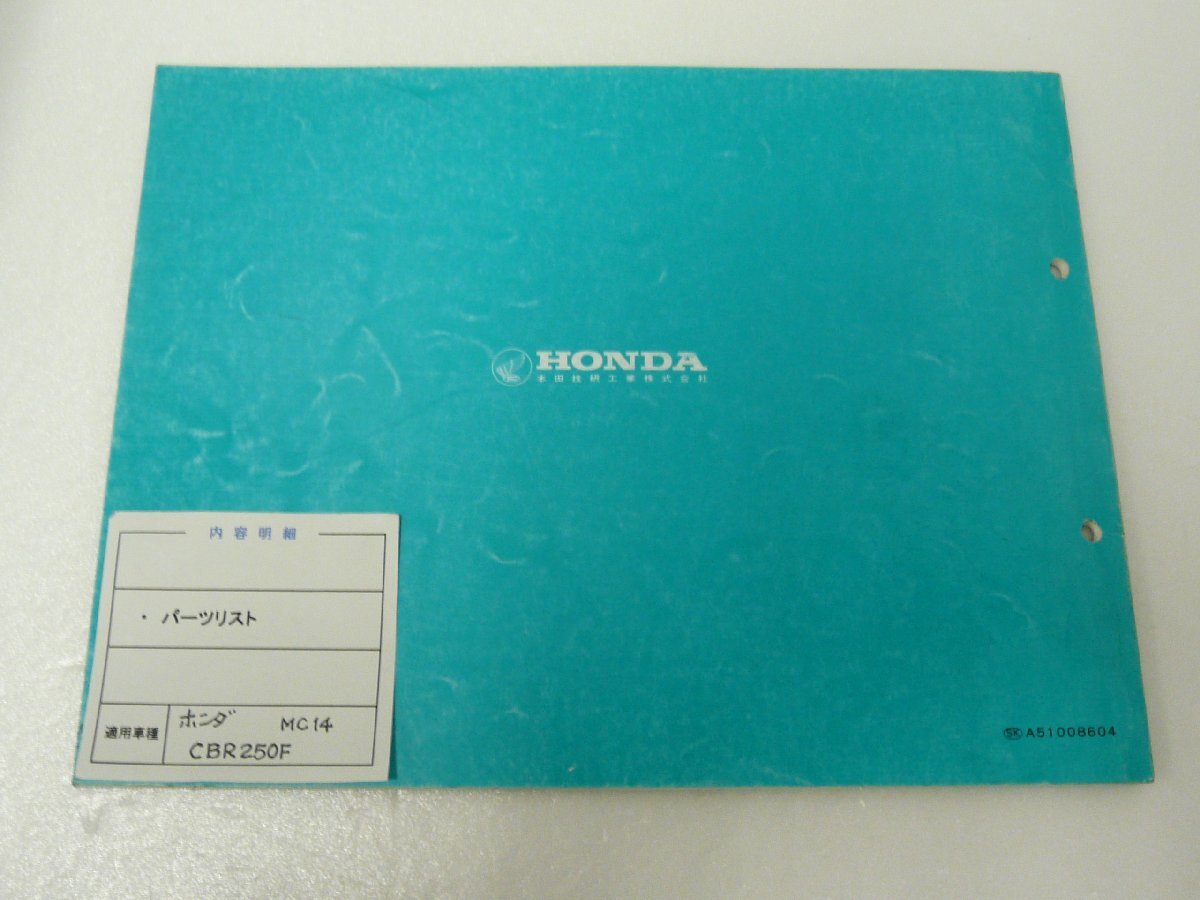 HONDA
本田技研工業株式会社
内容明細
・ パーツリスト
適用車種
ホンダ MC14
CBR250F
SK A51008604